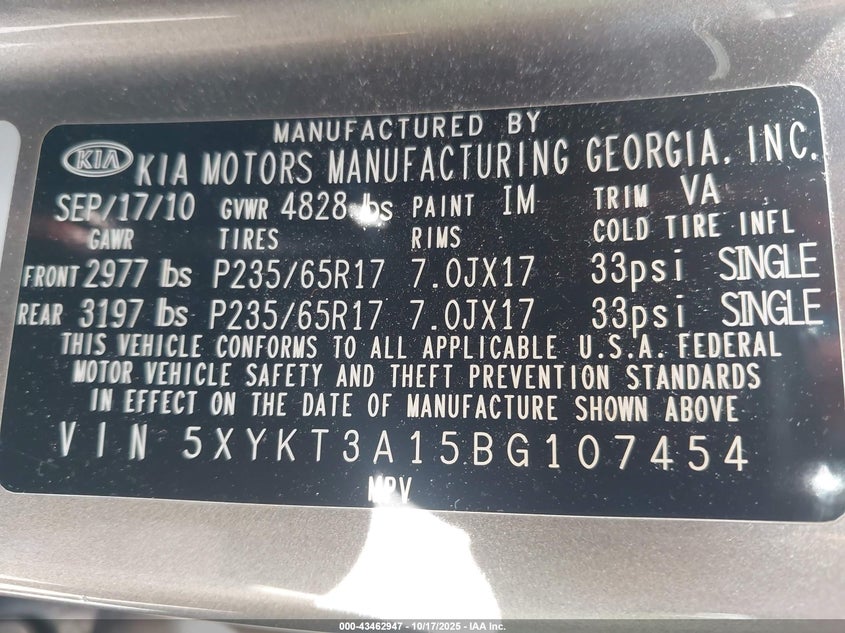 MANUFACTURED BY
KIA KIA MOTORS MANUFACTURING GEORGIA, INC.
SEP/17/10 GVWR 4828 lbs PAINT IM TRIM VA
GAWR TIRES RIMS COLD TIRE INFL
FRONT 2977 lbs P235/65R17 7.0JX17 33psi SINGLE
REAR 3197 lbs P235/65R17 7.0JX17 33psi SINGLE
THIS VEHICLE CONFORMS TO ALL APPLICABLE U.S.A. FEDERAL
MOTOR VEHICLE SAFETY AND THEFT PREVENTION STANDARDS
IN EFFECT ON THE DATE OF MANUFACTURE SHOWN ABOVE
VIN 5XYKT3A15BG107454
MPV
000-43462947 - 10/17/2025 - IAA Inc.